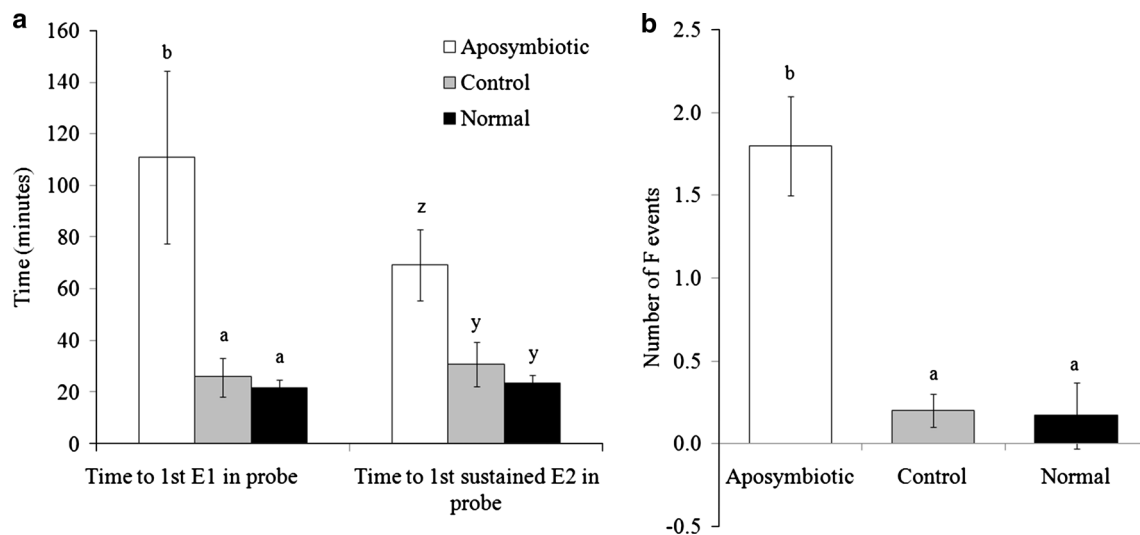 a
160
140
120
100
80
60
40
20
0
Time (minutes)
b
a
a
z
y
y
Aposymbiotic
Control
Normal
Time to 1st E1 in probe
Time to 1st sustained E2 in
probe
b
2.5
2.0
1.5
1.0
0.5
0.0
-0.5
Number of F events
b
a
a
Aposymbiotic
Control
Normal